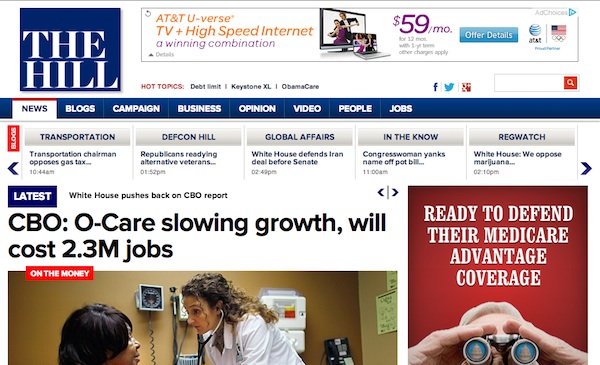 THE
HILL
AT&T U-verse®
TV + High Speed Internet
a winning combination
Details
$59/mo.
for 12 mos.
with 1-yr term
other charges apply
Offer Details
AdChoices
at&t
HOT TOPICS: Debt limit | Keystone XL | ObamaCare
NEWS BLOGS CAMPAIGN BUSINESS OPINION VIDEO PEOPLE JOBS
BLOGS
TRANSPORTATION
Transportation chairman
opposes gas tax...
10:44am
DEFCON HILL
Republicans readying
alternative veterans...
01:52pm
GLOBAL AFFAIRS
White House defends Iran
deal before Senate
02:49pm
IN THE KNOW
Congresswoman yanks
name off pot bill...
11:00am
REGWATCH
White House: We oppose
marijuana...
02:10pm
LATEST White House pushes back on CBO report
CBO: O-Care slowing growth, will
cost 2.3M jobs
ON THE MONEY
READY TO DEFEND
THEIR MEDICARE
ADVANTAGE
COVERAGE